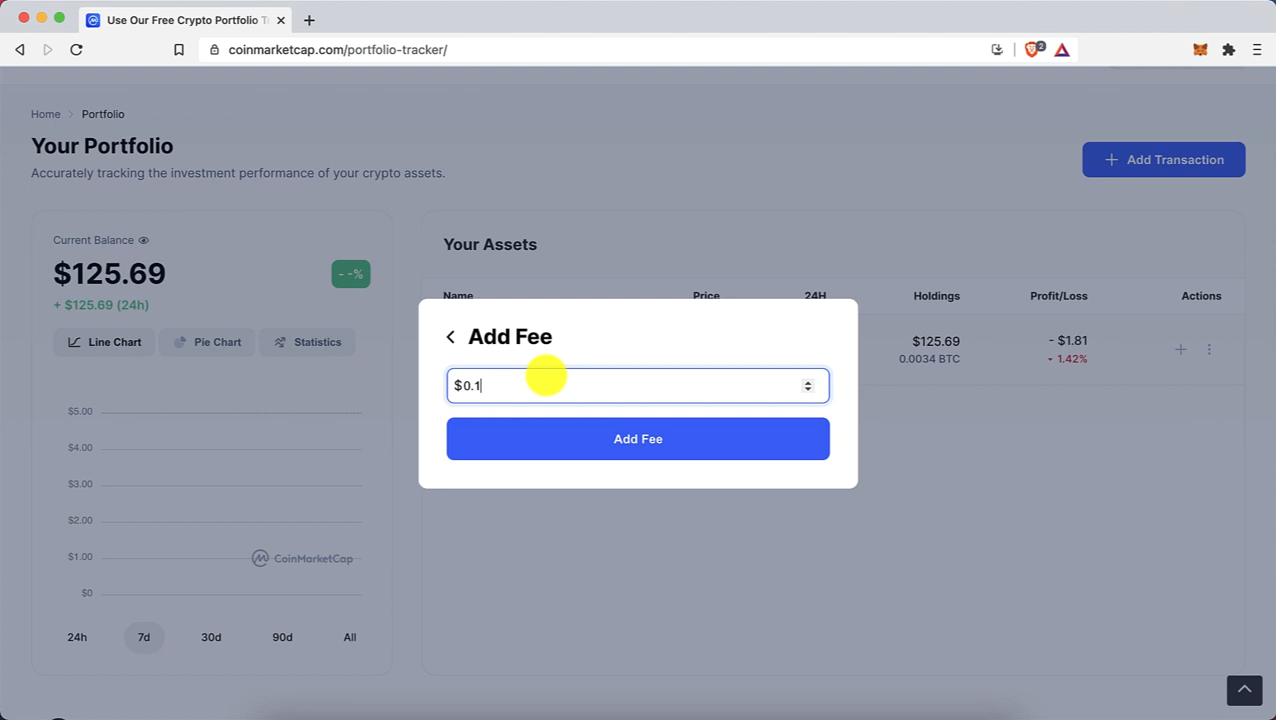 Use Our Free Crypto Portfolio T
coinmarketcap.com/portfolio-tracker/
2
Home > Portfolio
Your Portfolio
Accurately tracking the investment performance of your crypto assets.
+ Add Transaction
Current Balance
$125.69
- -%
+ $125.69 (24h)
Line Chart
Pie Chart
Statistics
$5.00
$4.00
$3.00
$2.00
$1.00
$0
CoinMarketCap
24h
7d
30d
90d
All
Your Assets
Name
Price
24H
Holdings
Profit/Loss
Actions
$125.69
0.0034 BTC
- $1.81
1.42%
Add Fee
$0.1
Add Fee